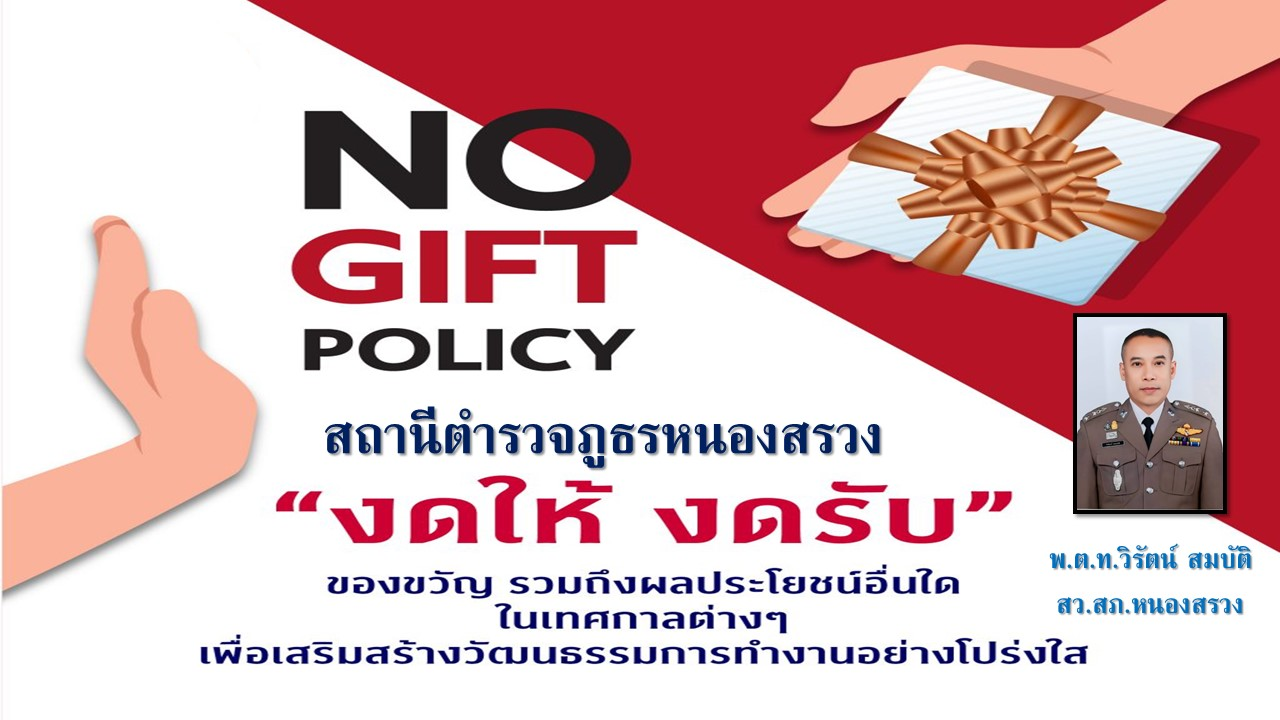 NO
GIFT
POLICY
สถานีตำรวจภูธรหนองสรวง
“งดให้ งดรับ”
ของขวัญ รวมถึงผลประโยชน์อื่นใด
ในเทศกาลต่างๆ
เพื่อเสริมสร้างวัฒนธรรมการทำงานอย่างโปร่งใส
พ.ต.ท.วิรัตน์ สมบัติ
สว.สภ.หนองสรวง